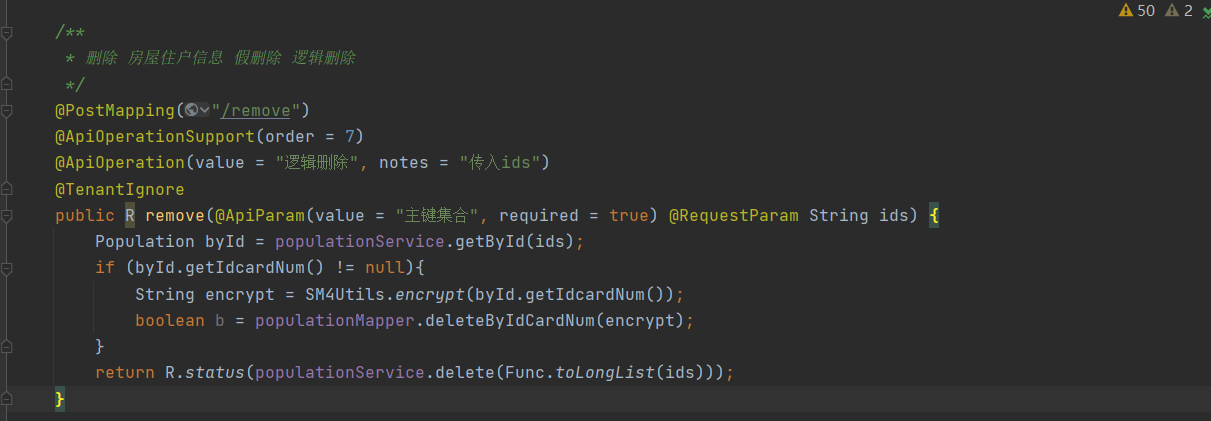 50 2
/**
* 删除 房屋住户信息 假删除 逻辑删除
*/
@PostMapping("/remove")
@ApiOperationSupport(order = 7)
@ApiOperation(value = "逻辑删除", notes = "传入ids")
@TenantIgnore
public R remove(@ApiParam(value = "主键集合", required = true) @RequestParam String ids) {
    Population byId = populationService.getById(ids);
    if (byId.getIdcardNum() != null){
        String encrypt = SM4Utils.encrypt(byId.getIdcardNum());
        boolean b = populationMapper.deleteByIdCardNum(encrypt);
    }
    return R.status(populationService.delete(Func.toLongList(ids)));
}